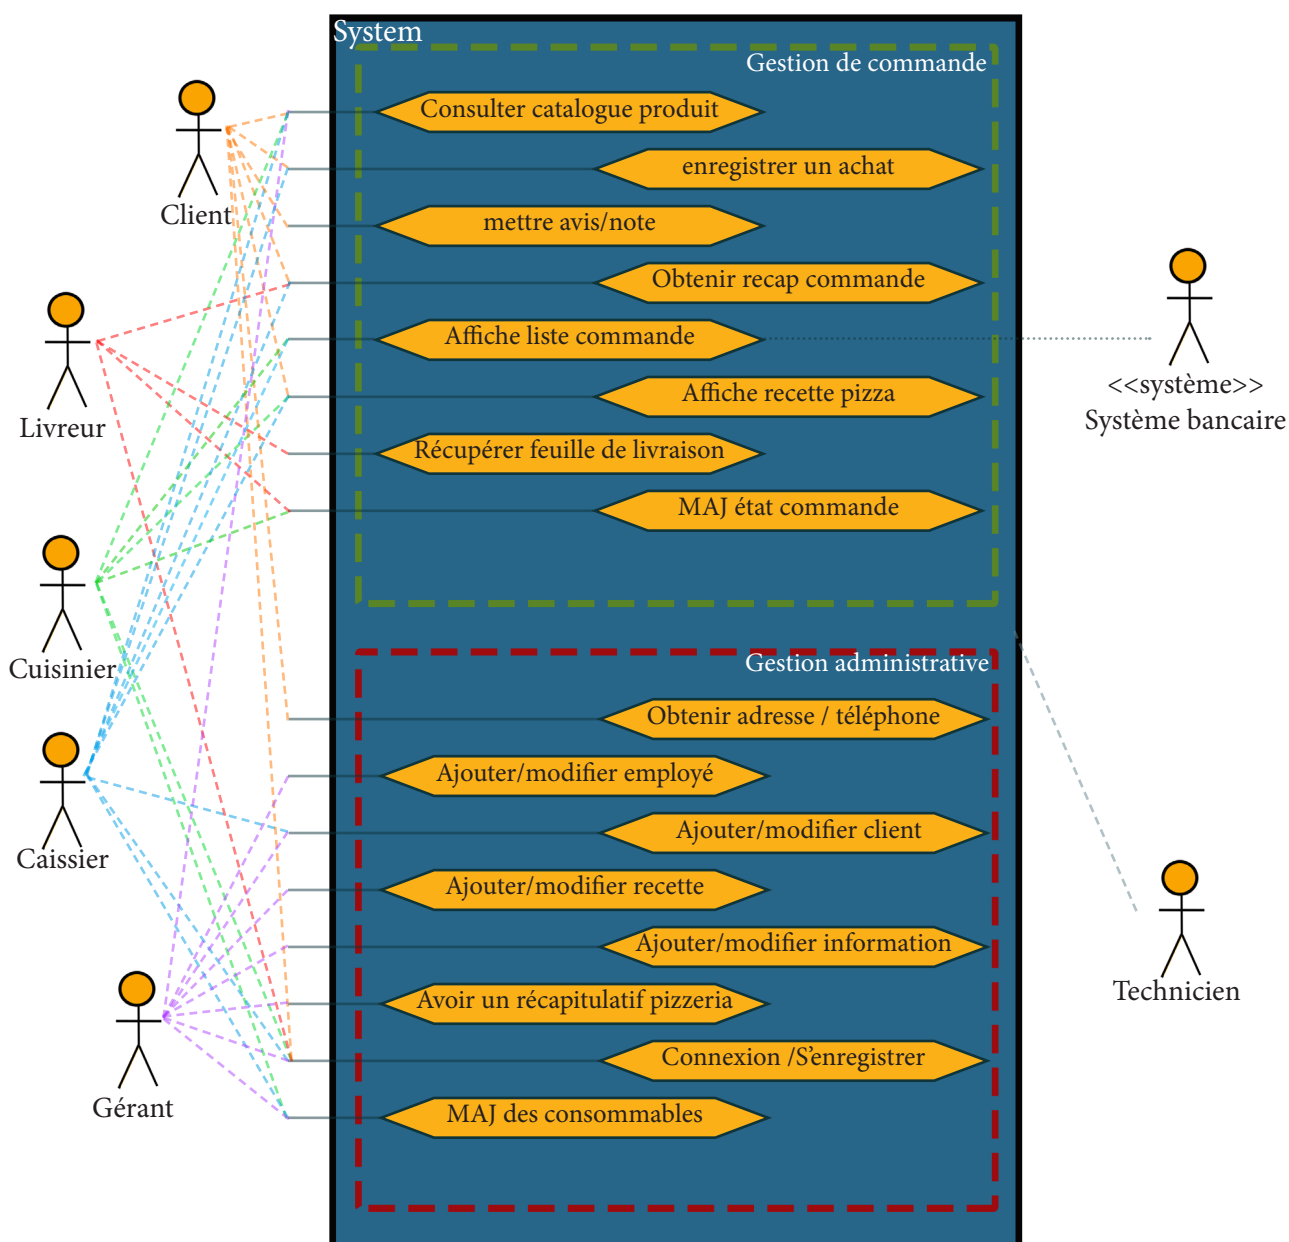 System
Gestion de commande
Consulter catalogue produit
enregistrer un achat
mettre avis/note
Obtenir recap commande
Affiche liste commande
Affiche recette pizza
Récupérer feuille de livraison
MAJ état commande
Gestion administrative
Obtenir adresse / téléphone
Ajouter/modifier employé
Ajouter/modifier client
Ajouter/modifier recette
Ajouter/modifier information
Avoir un récapitulatif pizzeria
Connexion /S'enregistrer
MAJ des consommables
Client
Livreur
Cuisinier
Caissier
Gérant
<<système>>
Système bancaire
Technicien